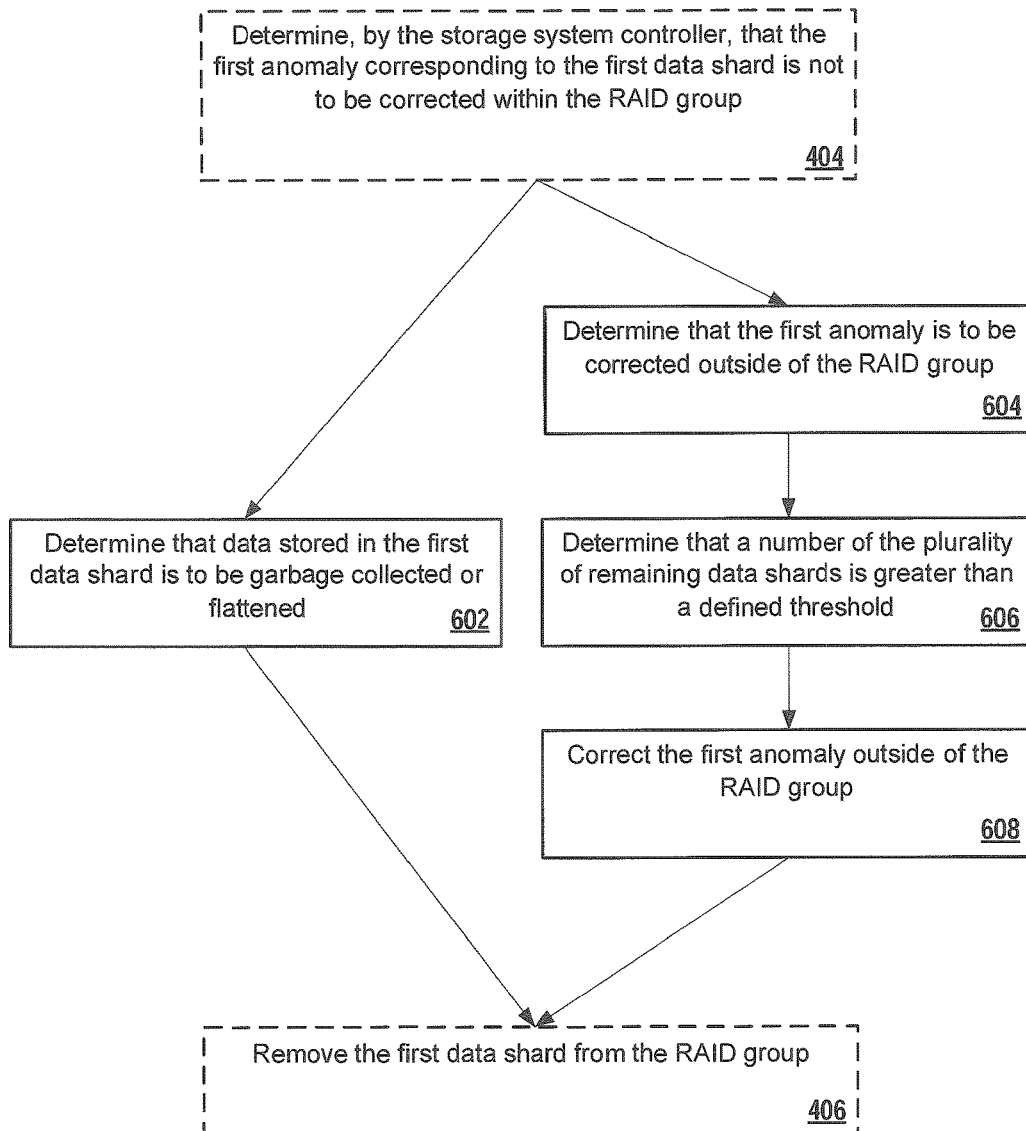 Determine, by the storage system controller, that the
first anomaly corresponding to the first data shard is not
to be corrected within the RAID group
404
Determine that the first anomaly is to be
corrected outside of the RAID group
604
Determine that data stored in the first
data shard is to be garbage collected or
flattened
602
Determine that a number of the plurality
of remaining data shards is greater than
a defined threshold
606
Correct the first anomaly outside of the
RAID group
608
Remove the first data shard from the RAID group
406